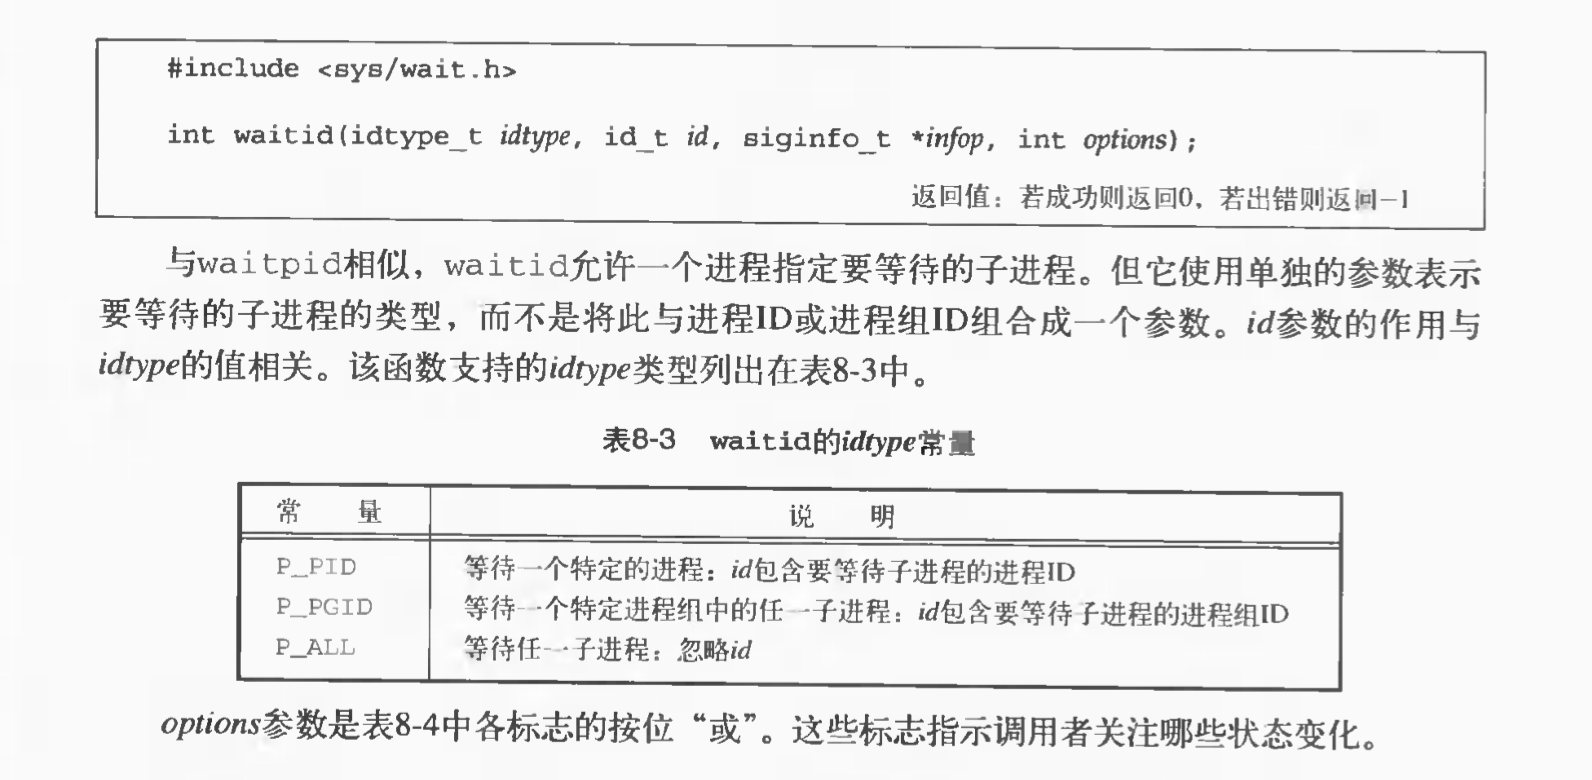 #include <sys/wait.h>
int waitid(idtype_t idtype, id_t id, siginfo_t *infop, int options);
返回值：若成功则返回0，若出错则返回-1
与waitpid相似，waitid允许一个进程指定要等待的子进程。但它使用单独的参数表示
要等待的子进程的类型，而不是将此与进程ID或进程组ID组合成一个参数。id参数的作用与
idtype的值相关。该函数支持的idtype类型列出在表8-3中。
表8-3 waitid的idtype常量
常 量 说 明
P_PID 等待一个特定的进程：id包含要等待子进程的进程ID
P_PGID 等待一个特定进程组中的任一子进程：id包含要等待子进程的进程组ID
P_ALL 等待任一子进程：忽略id
options参数是表8-4中各标志的按位“或”。这些标志指示调用者关注哪些状态变化。